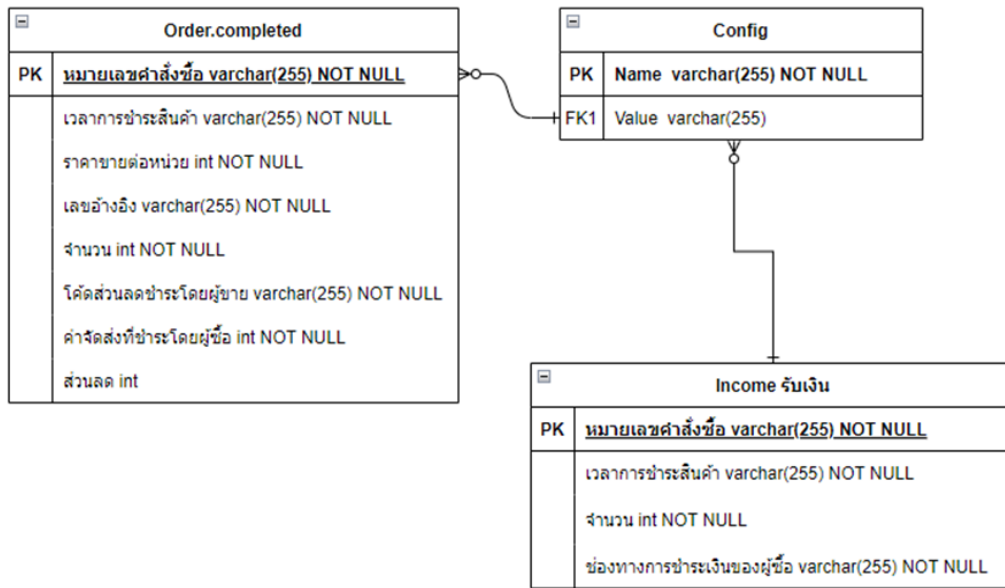 Order.completed
PK หมายเลขคำสั่งซื้อ varchar(255) NOT NULL
เวลาการชำระสินค้า varchar(255) NOT NULL
ราคาขายต่อหน่วย int NOT NULL
เลขอ้างอิง varchar(255) NOT NULL
จำนวน int NOT NULL
โค้ดส่วนลดชำระโดยผู้ขาย varchar(255) NOT NULL
ค่าจัดส่งที่ชำระโดยผู้ซื้อ int NOT NULL
ส่วนลด int
Config
PK Name varchar(255) NOT NULL
FK1 Value varchar(255)
Income รับเงิน
PK หมายเลขคำสั่งซื้อ varchar(255) NOT NULL
เวลาการชำระสินค้า varchar(255) NOT NULL
จำนวน int NOT NULL
ช่องทางการชำระเงินของผู้ซื้อ varchar(255) NOT NULL